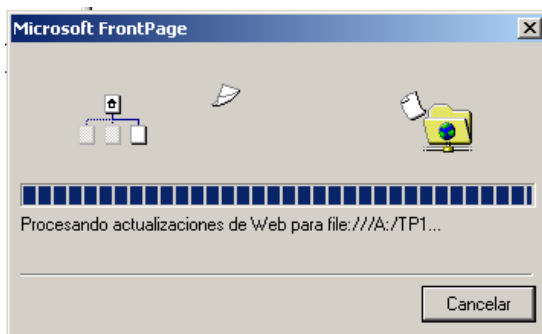 Microsoft FrontPage
Procesando actualizaciones de Web para file:///A:/TP1...
Cancelar